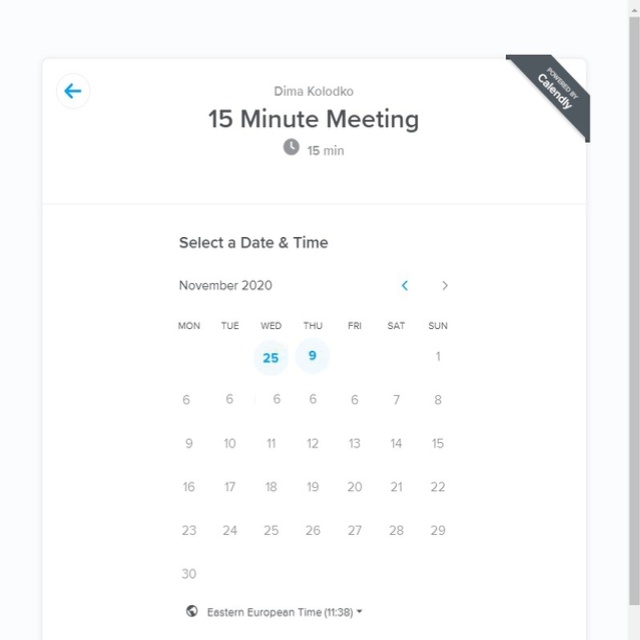 POWERED BY
Calendly
Dima Kolodko
15 Minute Meeting
15 min
Select a Date & Time
November 2020
MON TUE WED THU FRI SAT SUN
25 9 1
6 6 6 6 6 7 8
9 10 11 12 13 14 15
16 17 18 19 20 21 22
23 24 25 26 27 28 29
30
Eastern European Time (11:38)